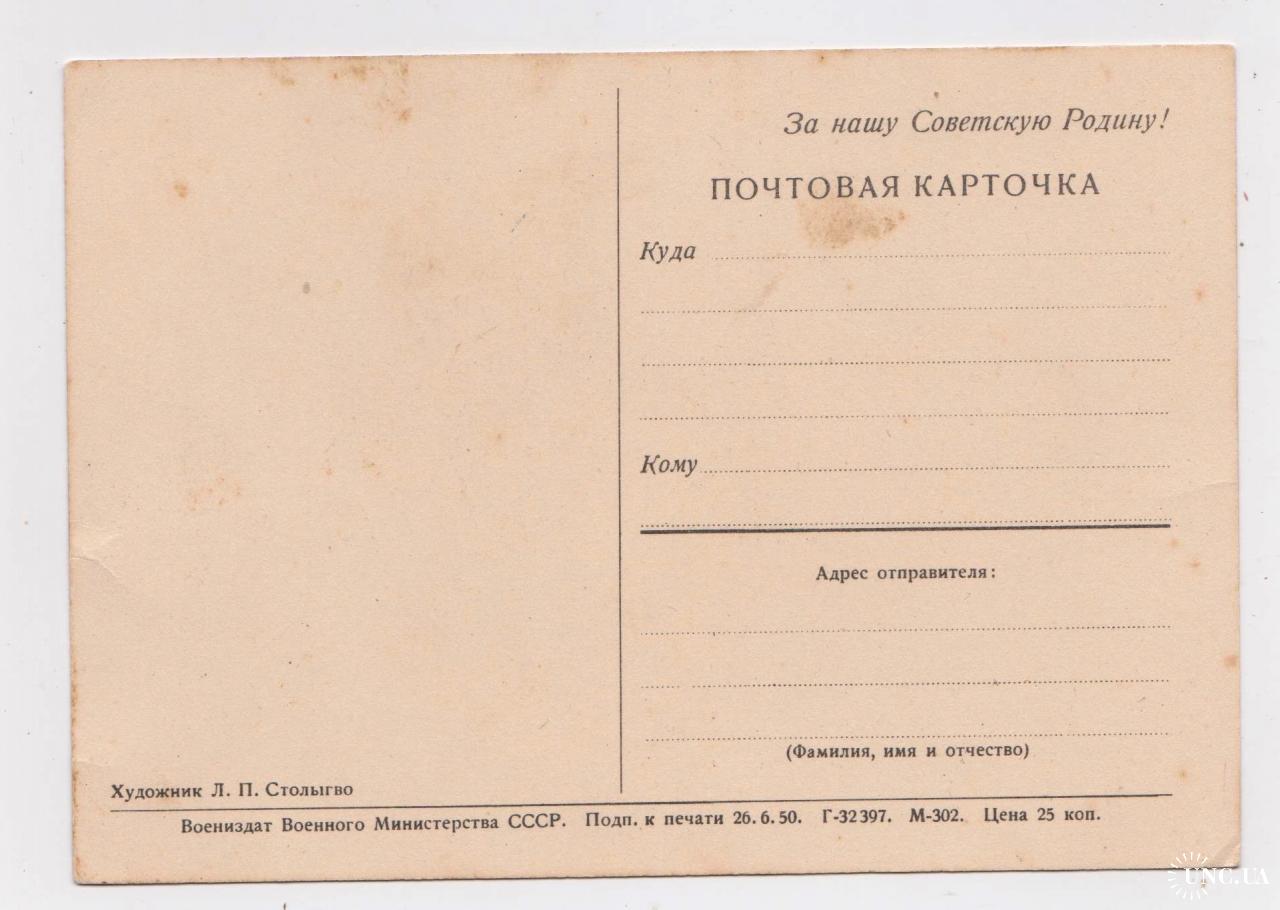 За нашу Советскую Родину!
ПОЧТОВАЯ КАРТОЧКА
Куда
Кому
Адрес отправителя:
(Фамилия, имя и отчество)
Художник Л. П. Столыгво
Воениздат Военного Министерства СССР. Подп. к печати 26.6.50. Г-32397. М-302. Цена 25 коп.
UNC.UA